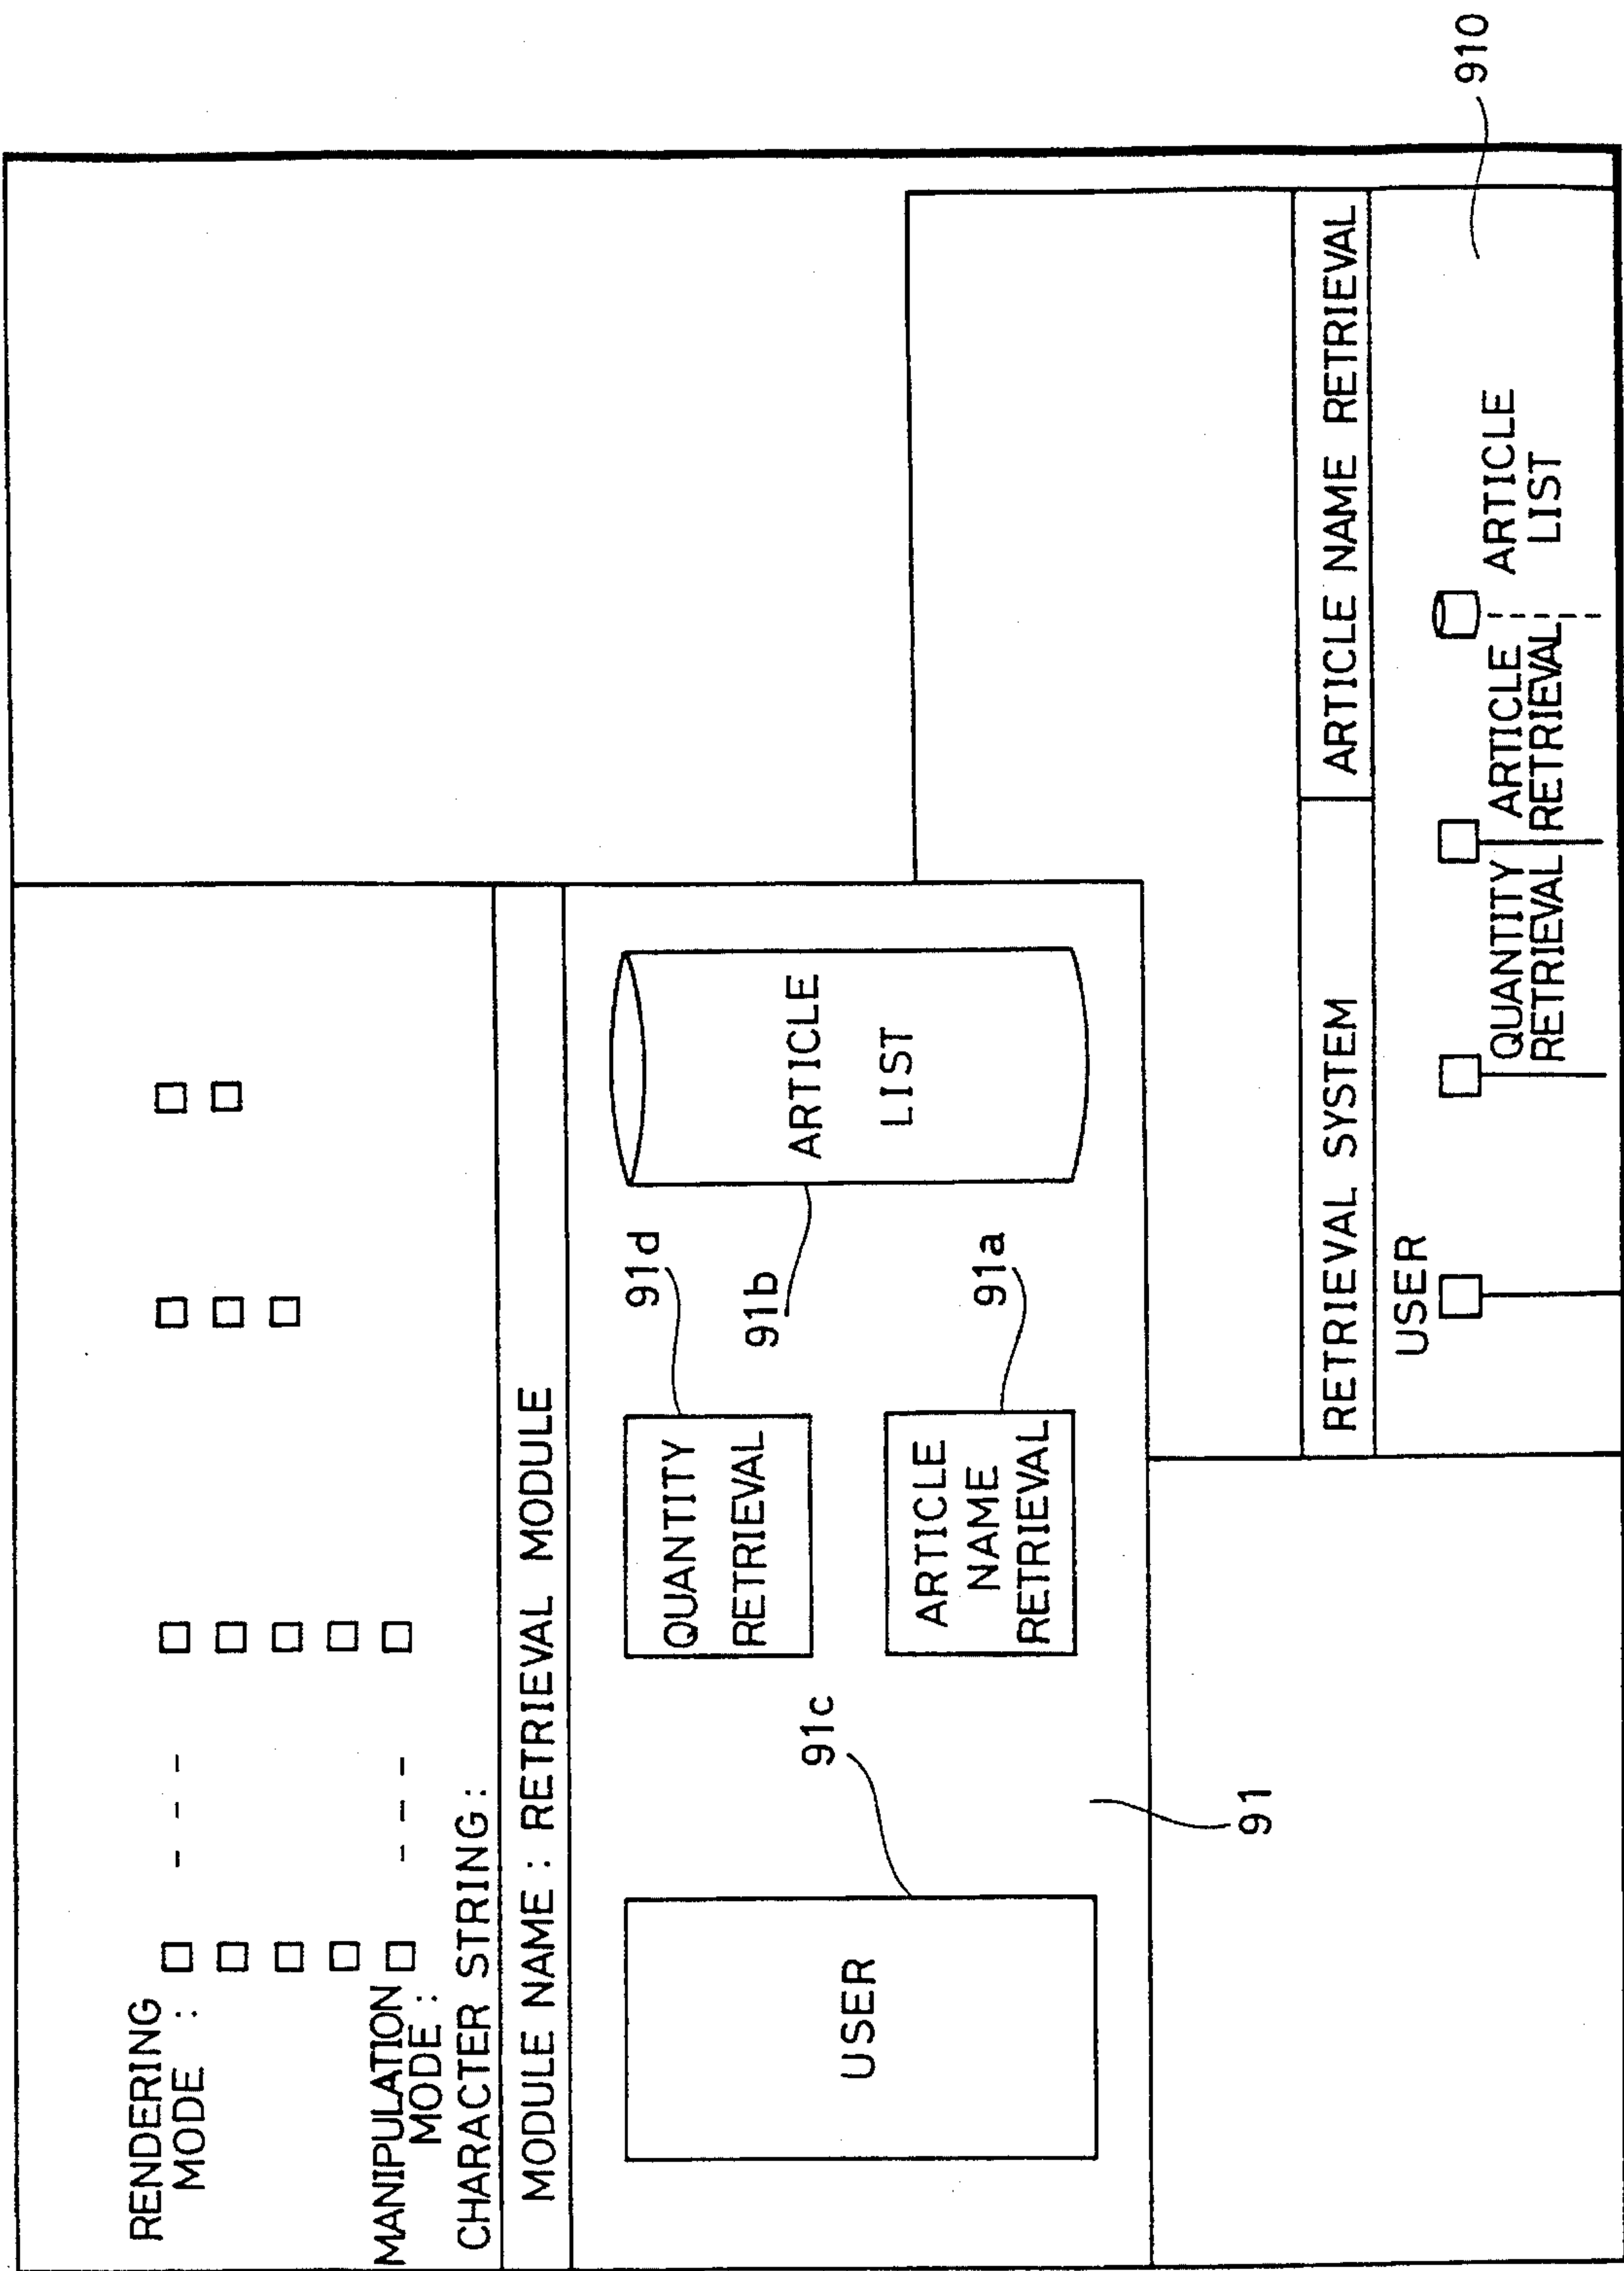 RENDERING
MODE :
MANIPULATION
MODE :
CHARACTER STRING :
MODULE NAME : RETRIEVAL MODULE
USER
91c
QUANTITY
RETRIEVAL
91d
ARTICLE
NAME
RETRIEVAL
91a
ARTICLE
LIST
91b
91
RETRIEVAL SYSTEM
ARTICLE NAME RETRIEVAL
USER
QUANTITY
RETRIEVAL
ARTICLE
RETRIEVAL
ARTICLE
LIST
910